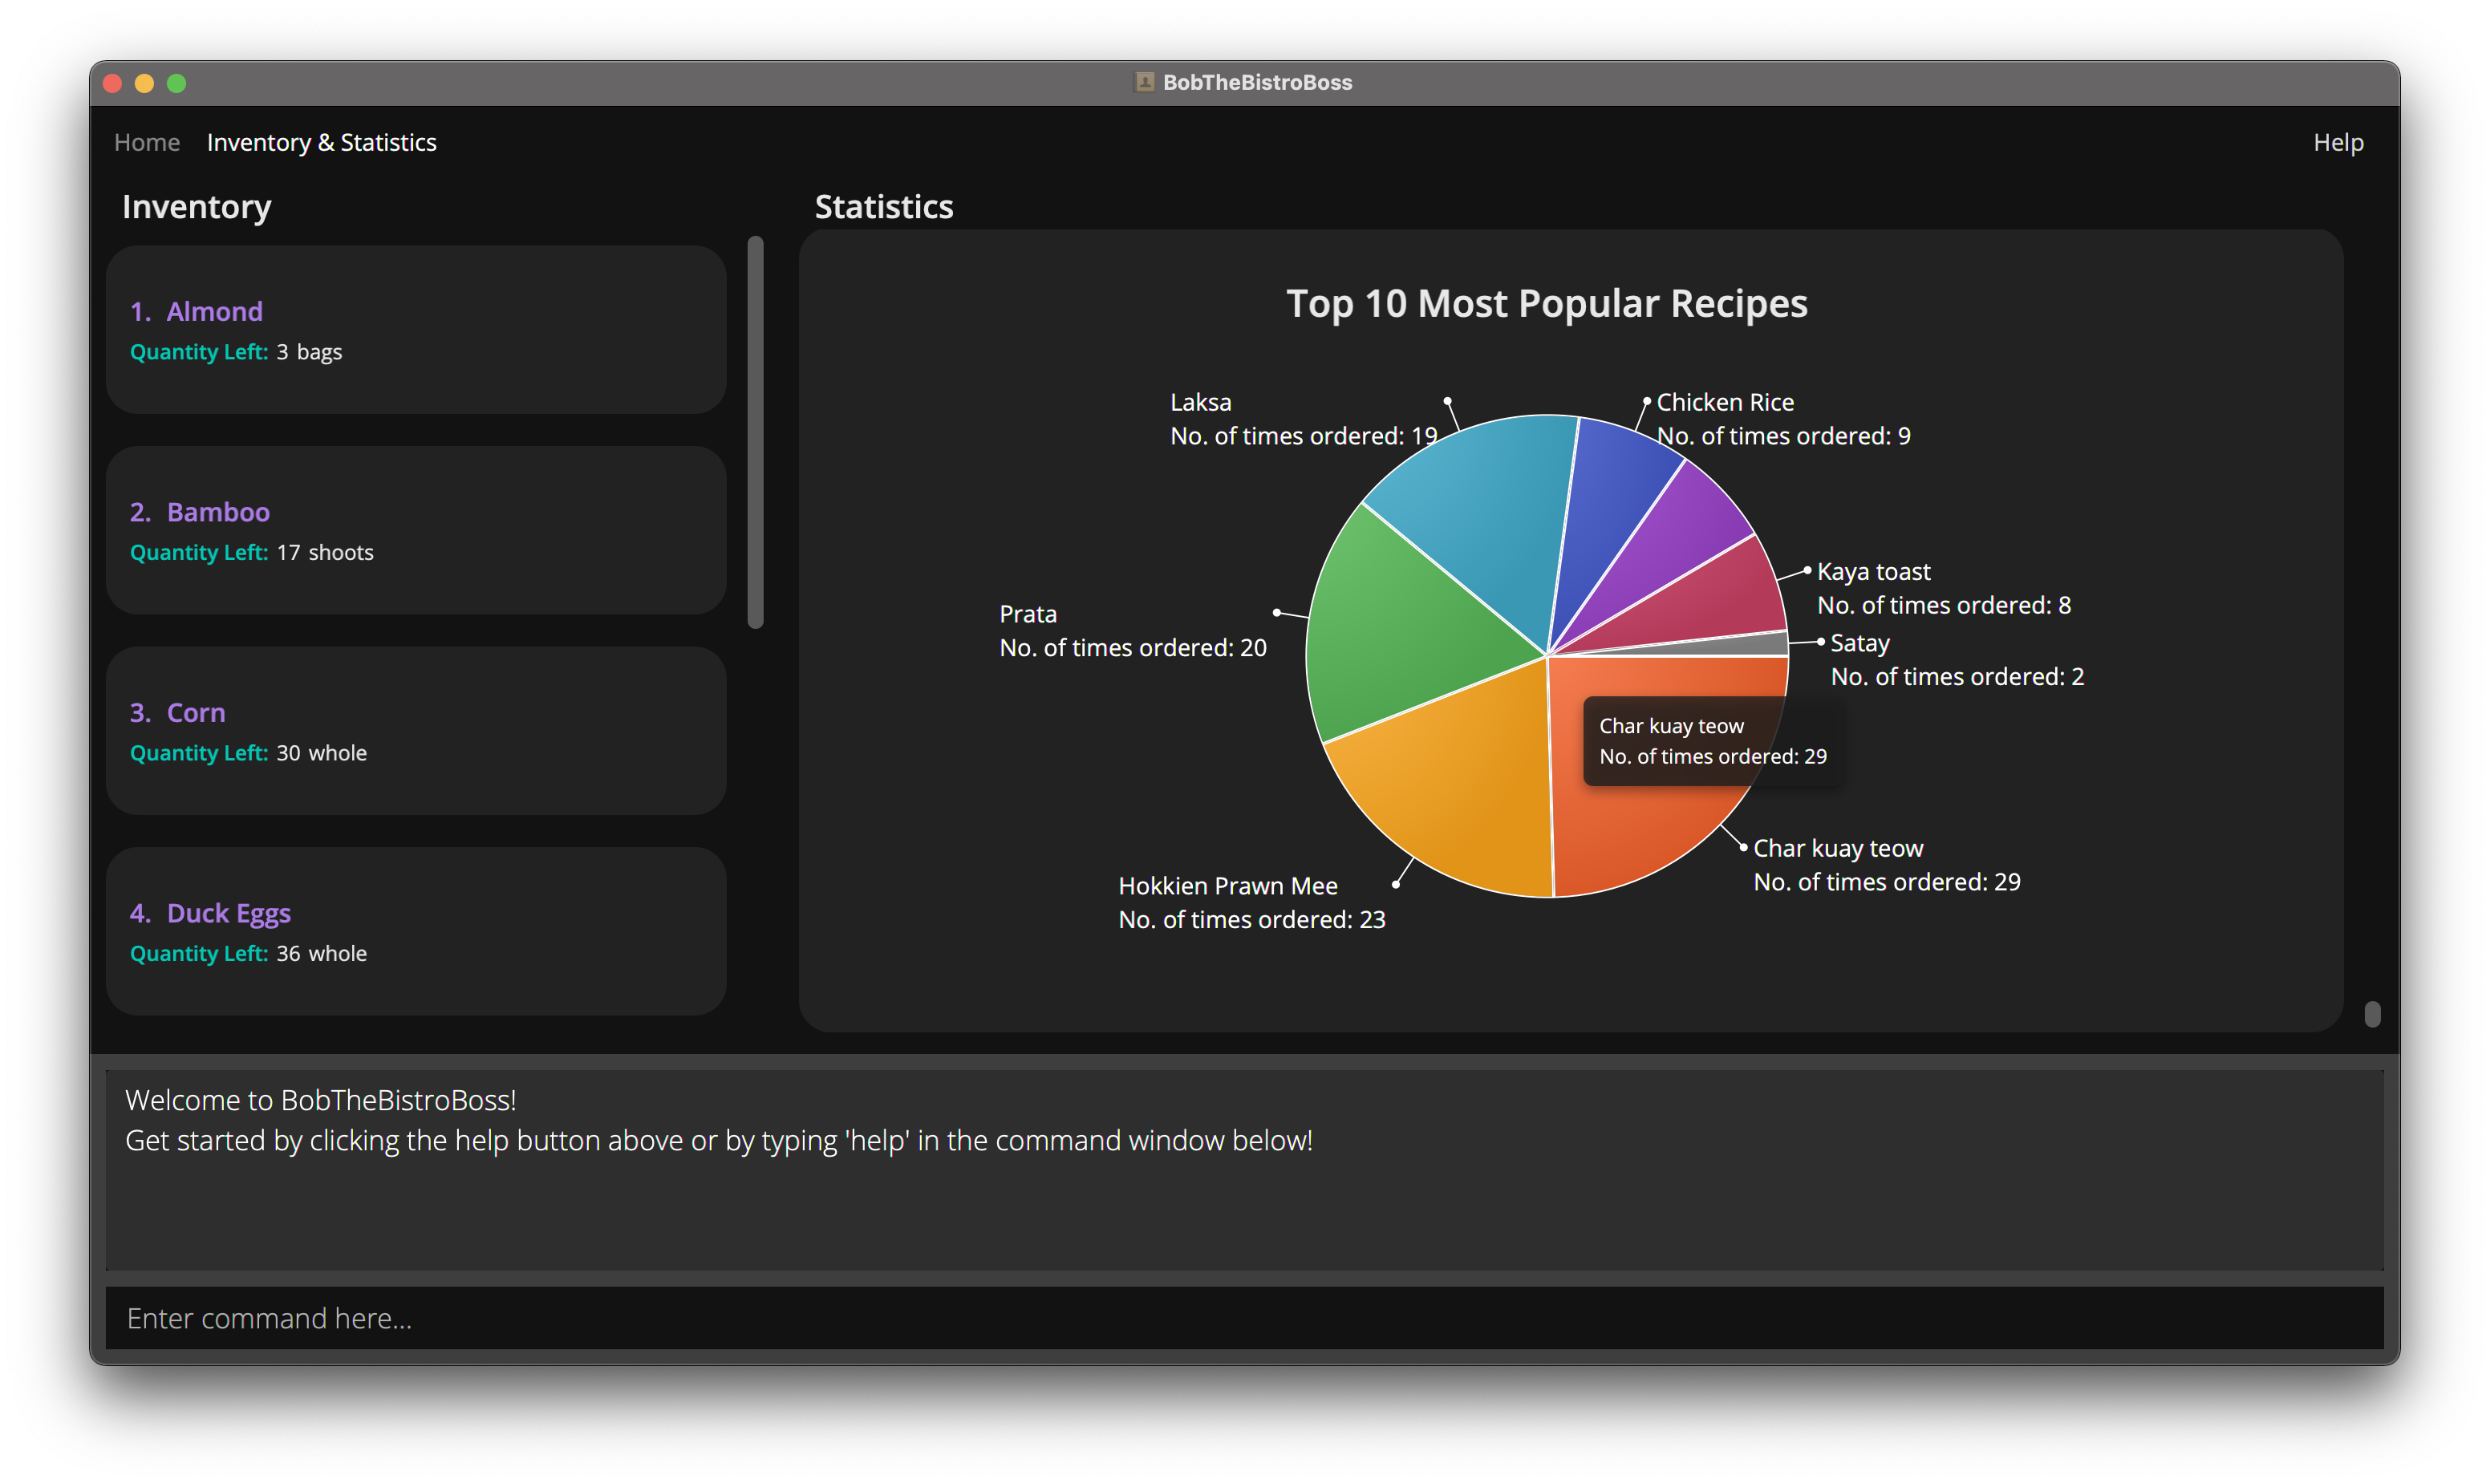 BobTheBistroBoss
Home Inventory & Statistics Help
Inventory
1. Almond
Quantity Left: 3 bags
2. Bamboo
Quantity Left: 17 shoots
3. Corn
Quantity Left: 30 whole
4. Duck Eggs
Quantity Left: 36 whole
Statistics
Top 10 Most Popular Recipes
Laksa
No. of times ordered: 19
Chicken Rice
No. of times ordered: 9
Prata
No. of times ordered: 20
Kaya toast
No. of times ordered: 8
Satay
No. of times ordered: 2
Char kuay teow
No. of times ordered: 29
Char kuay teow
No. of times ordered: 29
Hokkien Prawn Mee
No. of times ordered: 23
Welcome to BobTheBistroBoss!
Get started by clicking the help button above or by typing 'help' in the command window below!
Enter command here...